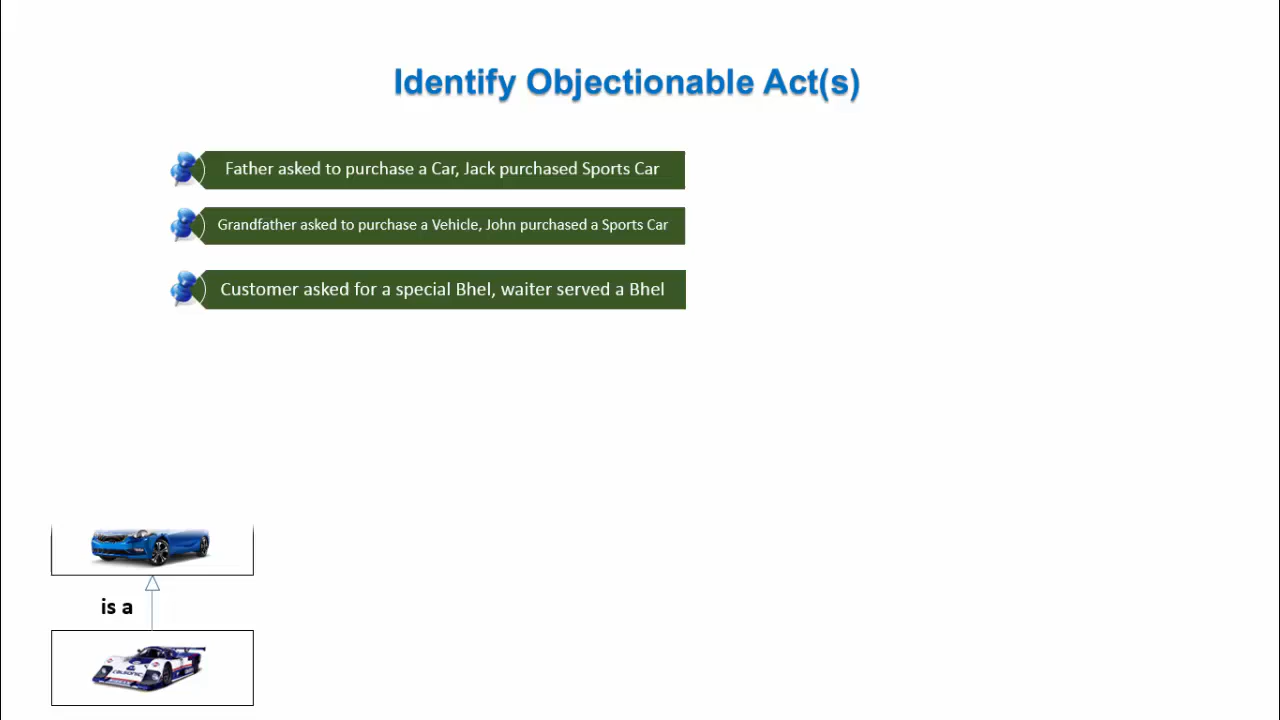 Identify Objectionable Act(s)
Father asked to purchase a Car, Jack purchased Sports Car
Grandfather asked to purchase a Vehicle, John purchased a Sports Car
Customer asked for a special Bhel, waiter served a Bhel
is a